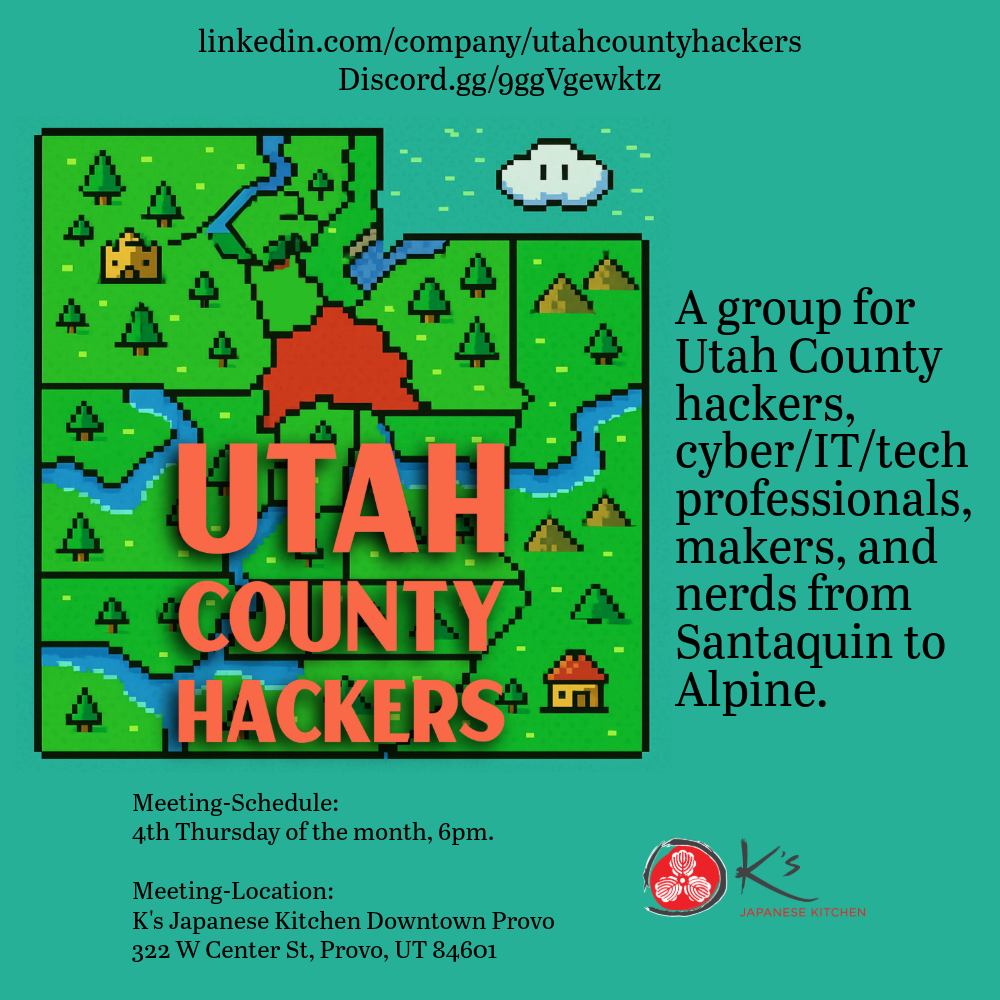 linkedin.com/company/utahcountyhackers
Discord.gg/9ggVgewktz
A group for
Utah County
hackers,
cyber/IT/tech
professionals,
makers, and
nerds from
Santaquin to
Alpine.
UTAH
COUNTY
HACKERS
Meeting-Schedule:
4th Thursday of the month, 6pm.
Meeting-Location:
K's Japanese Kitchen Downtown Provo
322 W Center St, Provo, UT 84601
K's
JAPANESE KITCHEN